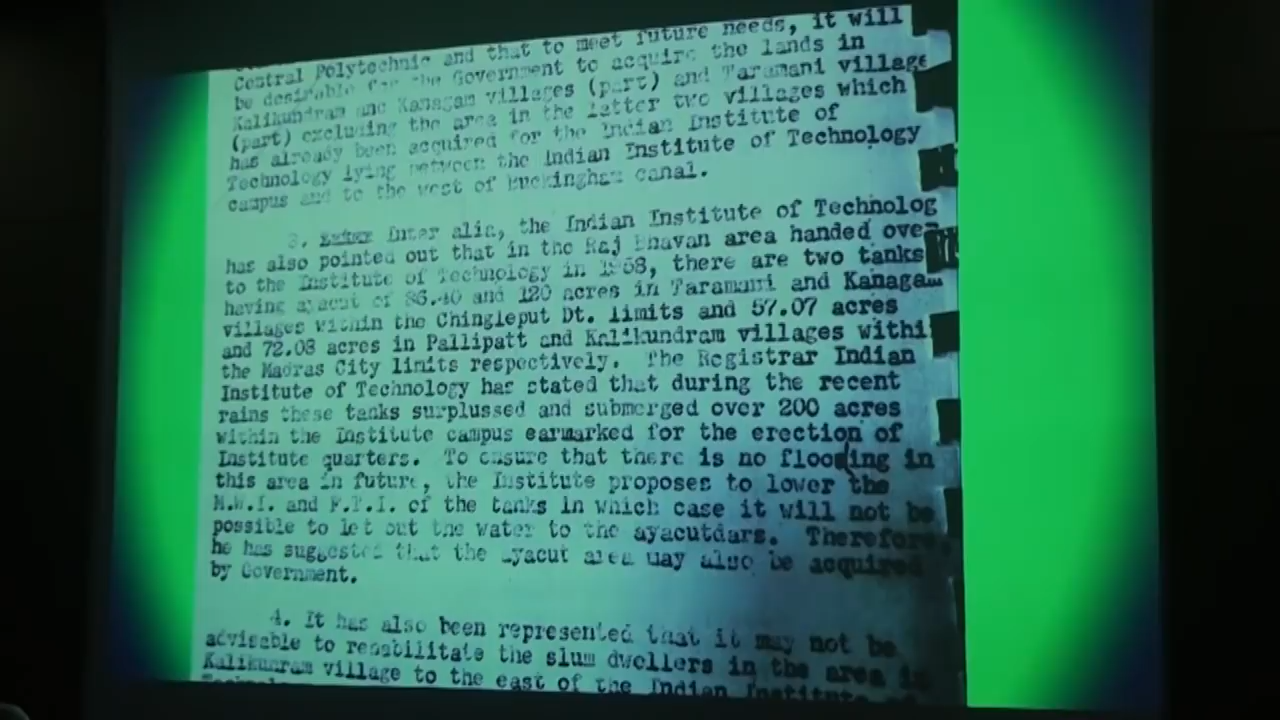 Central Polytechnic and that to meet future needs, it will
be desirable for the Government to acquire the lands in
Kalikundram and Kanagam villages (part) and Taramani village
(part) excluding the area in the latter two villages which
has already been acquired for the Indian Institute of
Technology lying between the Indian Institute of Technology
campus and to the west of Buckingham canal.
3. Inter alia, the Indian Institute of Technolog
has also pointed out that in the Raj Bhavan area handed over
to the Institute of Technology in 1958, there are two tanks
having ayacut of 86.40 and 120 acres in Taramani and Kanagam
villages within the Chingleput Dt. limits and 57.07 acres
and 72.08 acres in Pallipatt and Kalikundram villages withi
the Madras City limits respectively. The Registrar Indian
Institute of Technology has stated that during the recent
rains these tanks surplussed and submerged over 200 acres
within the Institute campus earmarked for the erection of
Institute quarters. To ensure that there is no flooding in
this area in future, the Institute proposes to lower the
M.W.I. and F.T.I. of the tanks in which case it will not be
possible to let out the water to the ayacutdars. Therefore,
he has suggested that the ayacut area may also be acquired
by Government.
4. It has also been represented that it may not be
advisable to reabilitate the slum dwellers in the area in
Kalikunram village to the east of the Indian Institute of